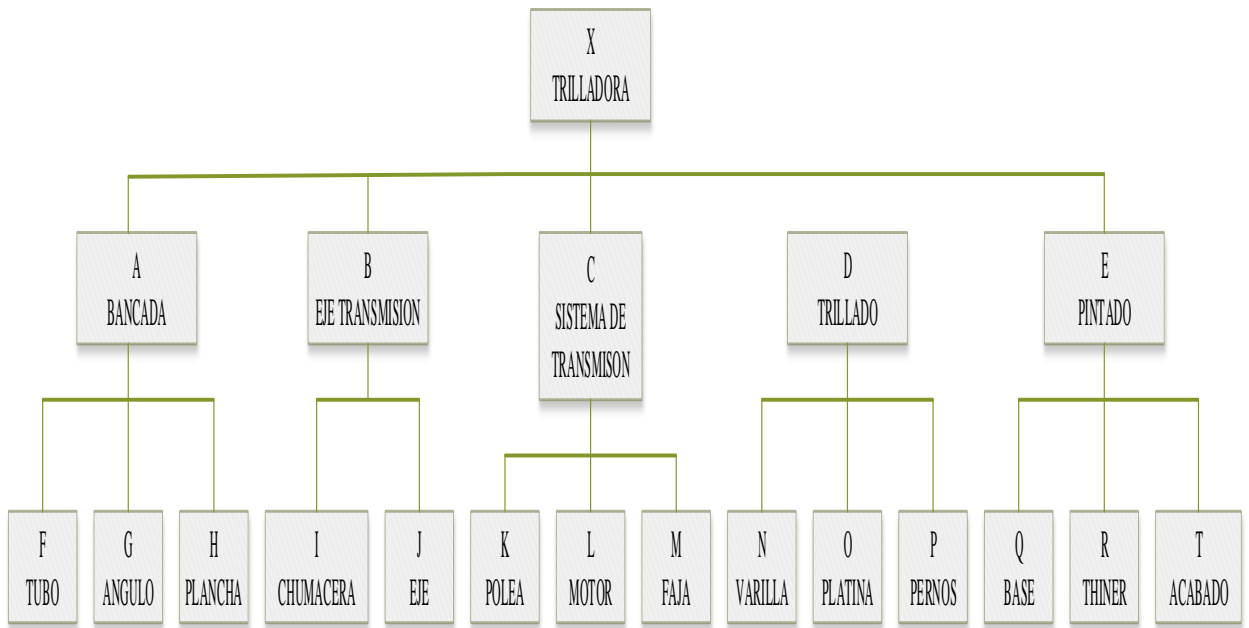 X
TRILLADORA
A
BANCADA
B
EJE TRANSMISION
C
SISTEMA DE
TRANSMISON
D
TRILLADO
E
PINTADO
F
TUBO
G
ANGULO
H
PLANCHA
I
CHUMACERA
J
EJE
K
POLEA
L
MOTOR
M
FAJA
N
VARILLA
O
PLATINA
P
PERNOS
Q
BASE
R
THINER
T
ACABADO